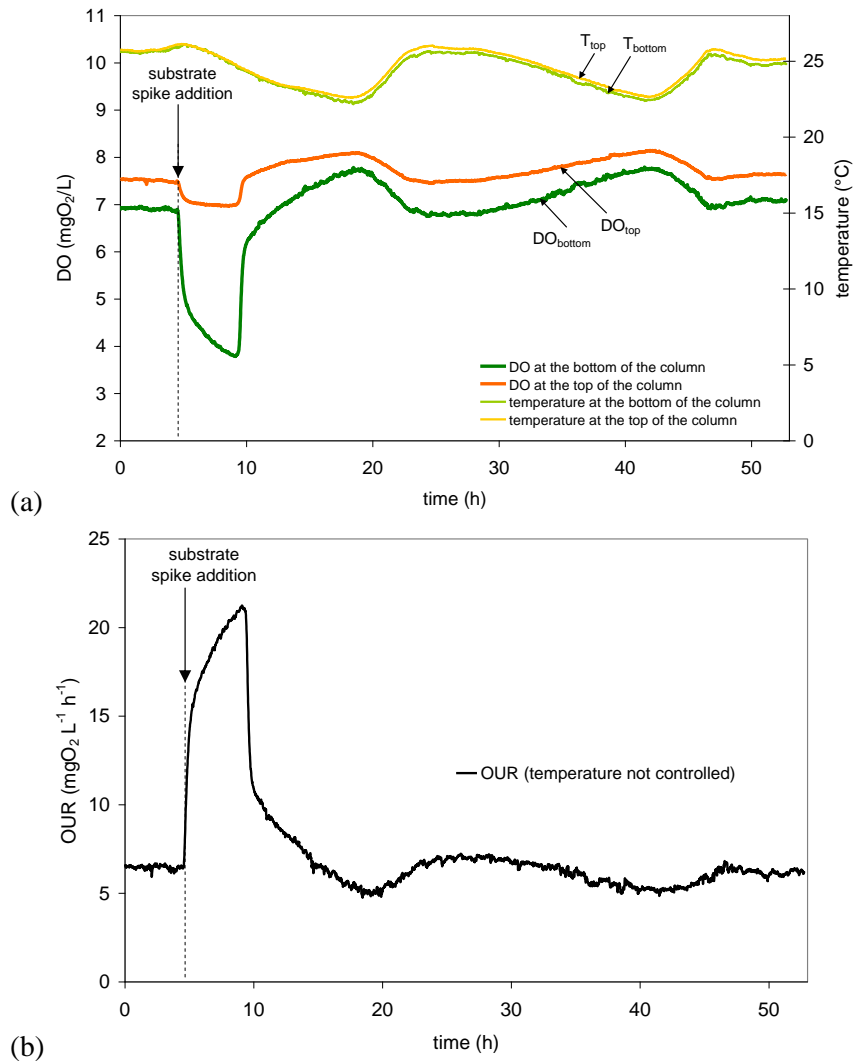 11
10
9
8
7
6
5
4
3
2
DO (mgO₂/L)
substrate
spike addition
T_top
T_bottom
DO_bottom
DO_top
DO at the bottom of the column
DO at the top of the column
temperature at the bottom of the column
temperature at the top of the column
25
20
15
10
5
0
temperature (°C)
0 10 20 30 40 50
time (h)
(a)
25
20
15
10
5
0
OUR (mgO₂ L⁻¹ h⁻¹)
substrate
spike addition
OUR (temperature not controlled)
0 10 20 30 40 50
time (h)
(b)